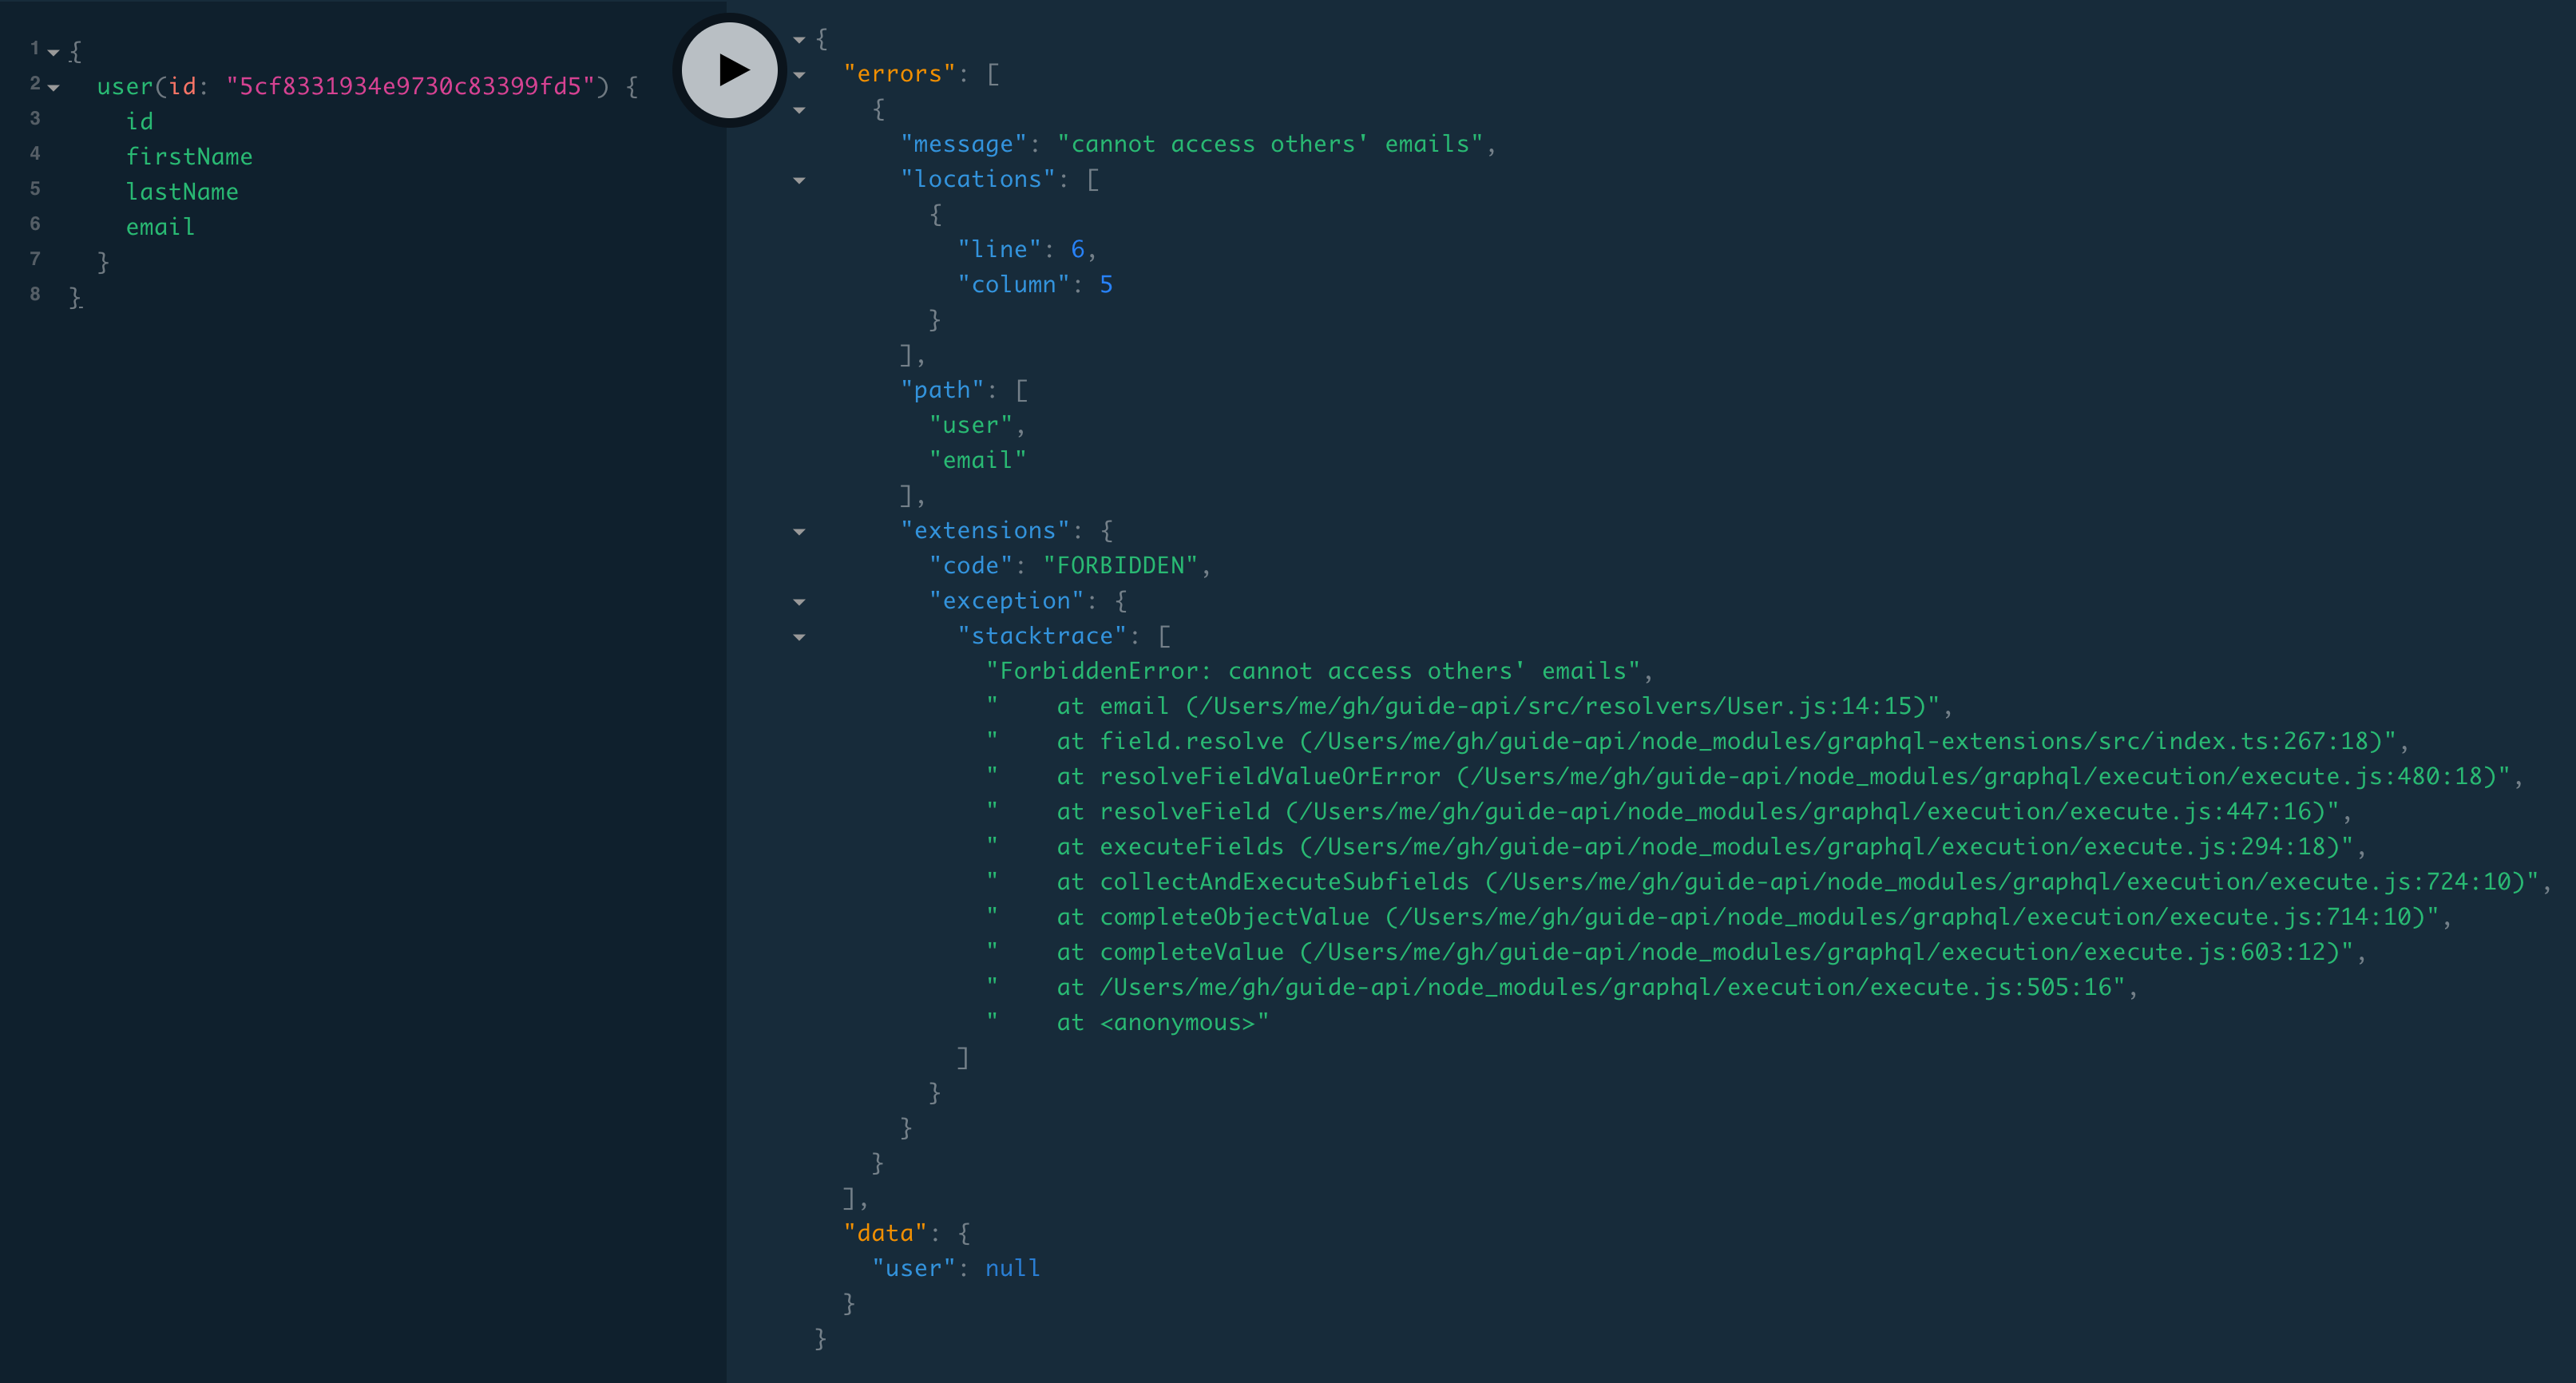 1 {
2   user(id: "5cf8331934e9730c83399fd5") {
3     id
4     firstName
5     lastName
6     email
7   }
8 }
{
  "errors": [
    {
      "message": "cannot access others' emails",
      "locations": [
        {
          "line": 6,
          "column": 5
        }
      ],
      "path": [
        "user",
        "email"
      ],
      "extensions": {
        "code": "FORBIDDEN",
        "exception": {
          "stacktrace": [
            "ForbiddenError: cannot access others' emails",
            "    at email (/Users/me/gh/guide-api/src/resolvers/User.js:14:15)",
            "    at field.resolve (/Users/me/gh/guide-api/node_modules/graphql-extensions/src/index.ts:267:18)",
            "    at resolveFieldValueOrError (/Users/me/gh/guide-api/node_modules/graphql/execution/execute.js:480:18)",
            "    at resolveField (/Users/me/gh/guide-api/node_modules/graphql/execution/execute.js:447:16)",
            "    at executeFields (/Users/me/gh/guide-api/node_modules/graphql/execution/execute.js:294:18)",
            "    at collectAndExecuteSubfields (/Users/me/gh/guide-api/node_modules/graphql/execution/execute.js:724:10)",
            "    at completeObjectValue (/Users/me/gh/guide-api/node_modules/graphql/execution/execute.js:714:10)",
            "    at completeValue (/Users/me/gh/guide-api/node_modules/graphql/execution/execute.js:603:12)",
            "    at /Users/me/gh/guide-api/node_modules/graphql/execution/execute.js:505:16",
            "    at <anonymous>"
          ]
        }
      }
    }
  ],
  "data": {
    "user": null
  }
}